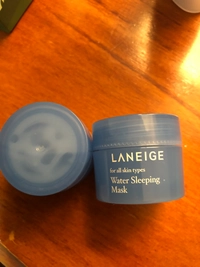 LANEIGE
for all skin types
Water Sleeping
Mask